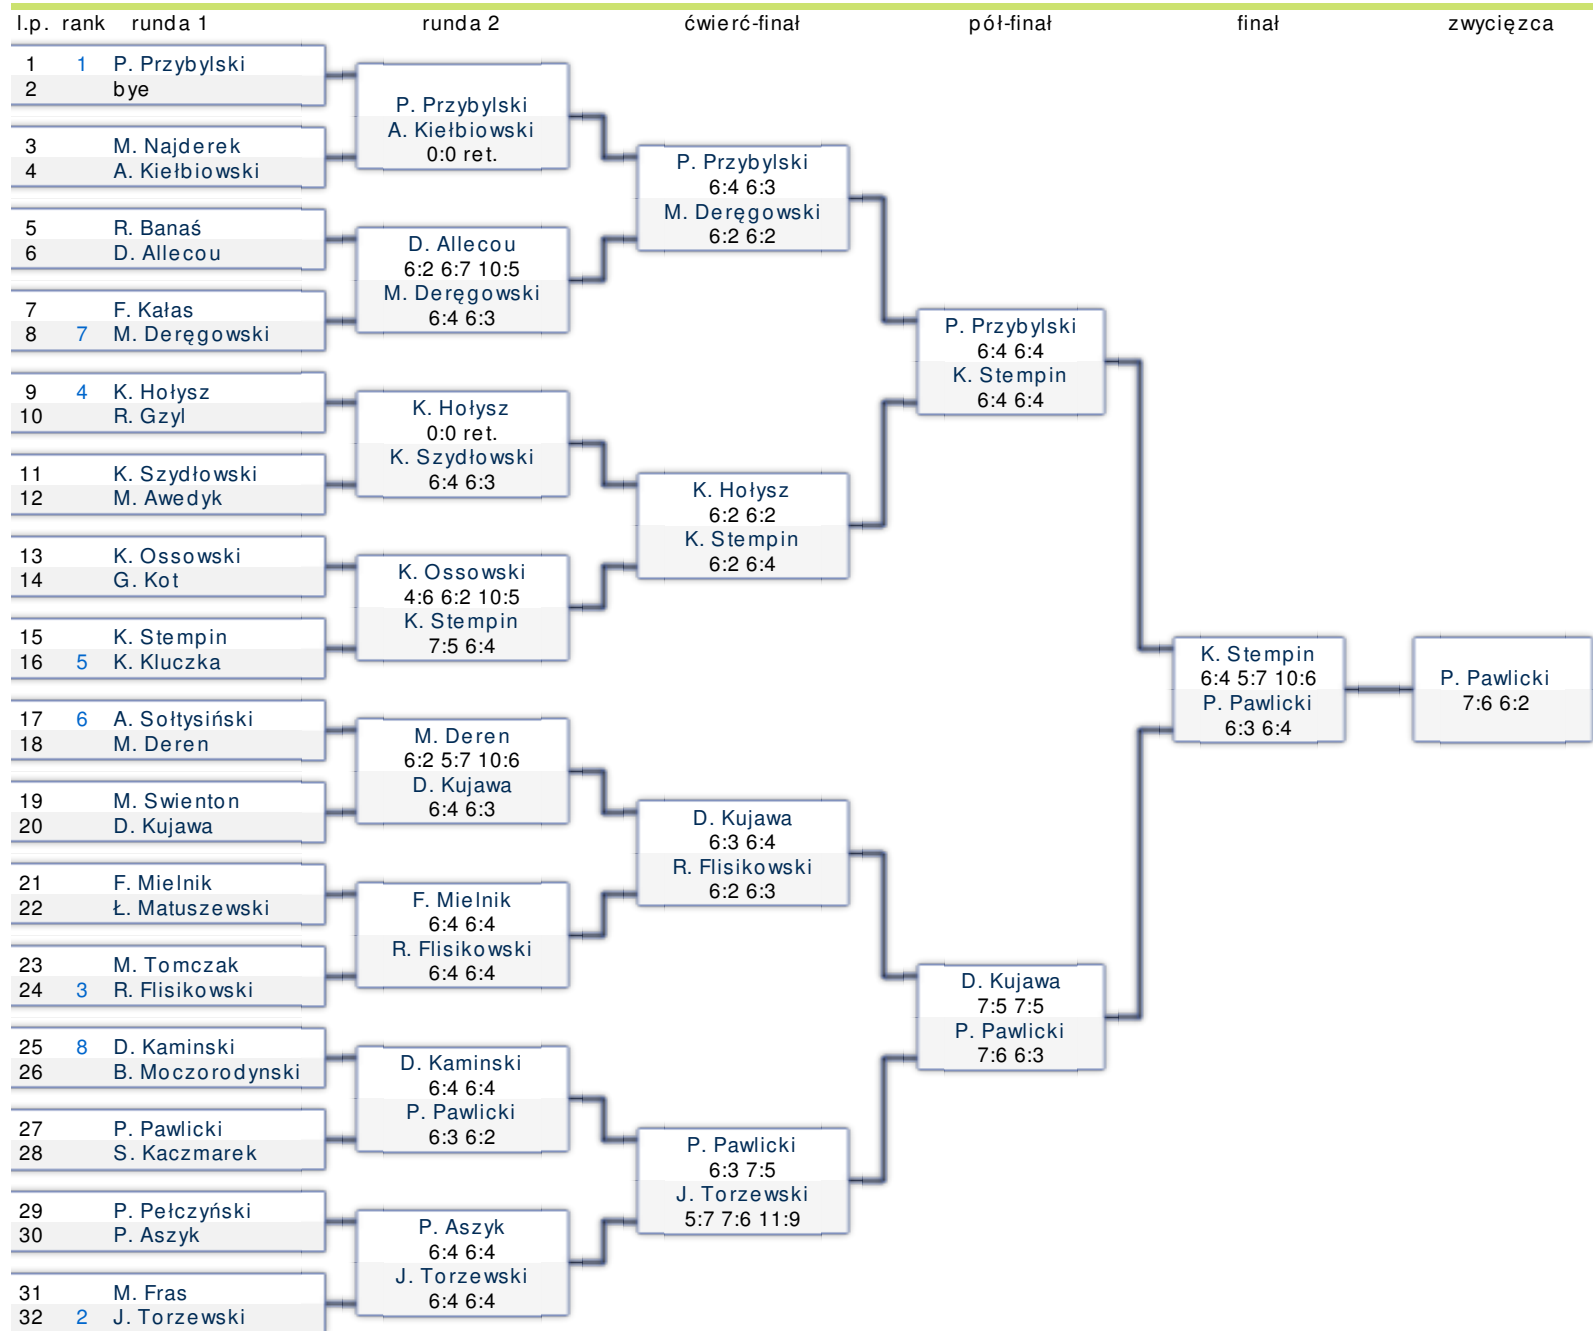 l.p. rank runda 1 runda 2 ćwierć-finał pół-finał finał zwycięzca
1 1 P. Przybylski
2 bye
3 M. Najderek
4 A. Kiełbiowski
5 R. Banaś
6 D. Allecou
7 F. Kałas
8 7 M. Deręgowski
9 4 K. Hołysz
10 R. Gzyl
11 K. Szydłowski
12 M. Awedyk
13 K. Ossowski
14 G. Kot
15 K. Stempin
16 5 K. Kluczka
17 6 A. Sołtysiński
18 M. Deren
19 M. Swienton
20 D. Kujawa
21 F. Mielnik
22 Ł. Matuszewski
23 M. Tomczak
24 3 R. Flisikowski
25 8 D. Kaminski
26 B. Moczorodynski
27 P. Pawlicki
28 S. Kaczmarek
29 P. Pełczyński
30 P. Aszyk
31 M. Fras
32 2 J. Torzewski
P. Przybylski
A. Kiełbiowski
0:0 ret.
D. Allecou
6:2 6:7 10:5
M. Deręgowski
6:4 6:3
K. Hołysz
0:0 ret.
K. Szydłowski
6:4 6:3
K. Ossowski
4:6 6:2 10:5
K. Stempin
7:5 6:4
M. Deren
6:2 5:7 10:6
D. Kujawa
6:4 6:3
F. Mielnik
6:4 6:4
R. Flisikowski
6:4 6:4
D. Kaminski
6:4 6:4
P. Pawlicki
6:3 6:2
P. Aszyk
6:4 6:4
J. Torzewski
6:4 6:4
P. Przybylski
6:4 6:3
M. Deręgowski
6:2 6:2
K. Hołysz
6:2 6:2
K. Stempin
6:2 6:4
D. Kujawa
6:3 6:4
R. Flisikowski
6:2 6:3
P. Pawlicki
6:3 7:5
J. Torzewski
5:7 7:6 11:9
P. Przybylski
6:4 6:4
K. Stempin
6:4 6:4
D. Kujawa
7:5 7:5
P. Pawlicki
7:6 6:3
K. Stempin
6:4 5:7 10:6
P. Pawlicki
6:3 6:4
P. Pawlicki
7:6 6:2